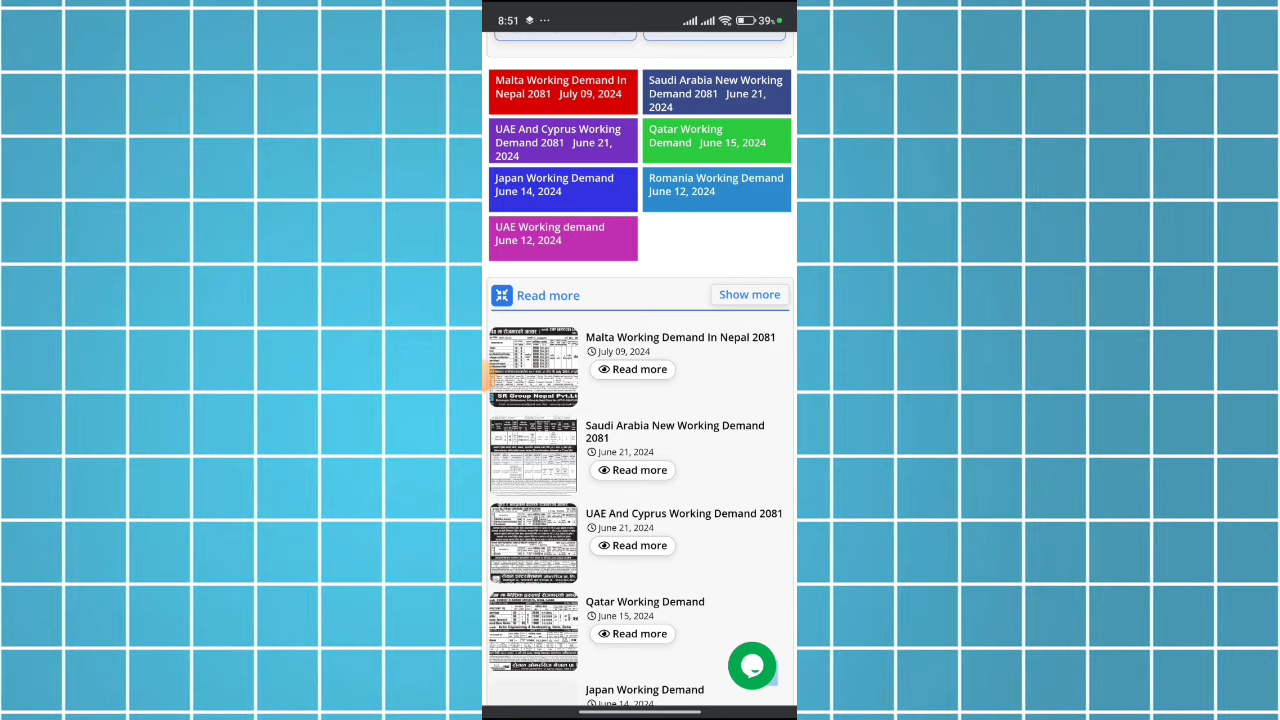 8:51
39%
Malta Working Demand In
Nepal 2081 July 09, 2024
Saudi Arabia New Working
Demand 2081 June 21,
2024
UAE And Cyprus Working
Demand 2081 June 21,
2024
Qatar Working
Demand June 15, 2024
Japan Working Demand
June 14, 2024
Romania Working Demand
June 12, 2024
UAE Working demand
June 12, 2024
Read more
Show more
Malta Working Demand In Nepal 2081
July 09, 2024
Read more
SR Group Nepal Pvt.Lt
Saudi Arabia New Working Demand
2081
June 21, 2024
Read more
UAE And Cyprus Working Demand 2081
June 21, 2024
Read more
Qatar Working Demand
June 15, 2024
Read more
Japan Working Demand
June 14, 2024